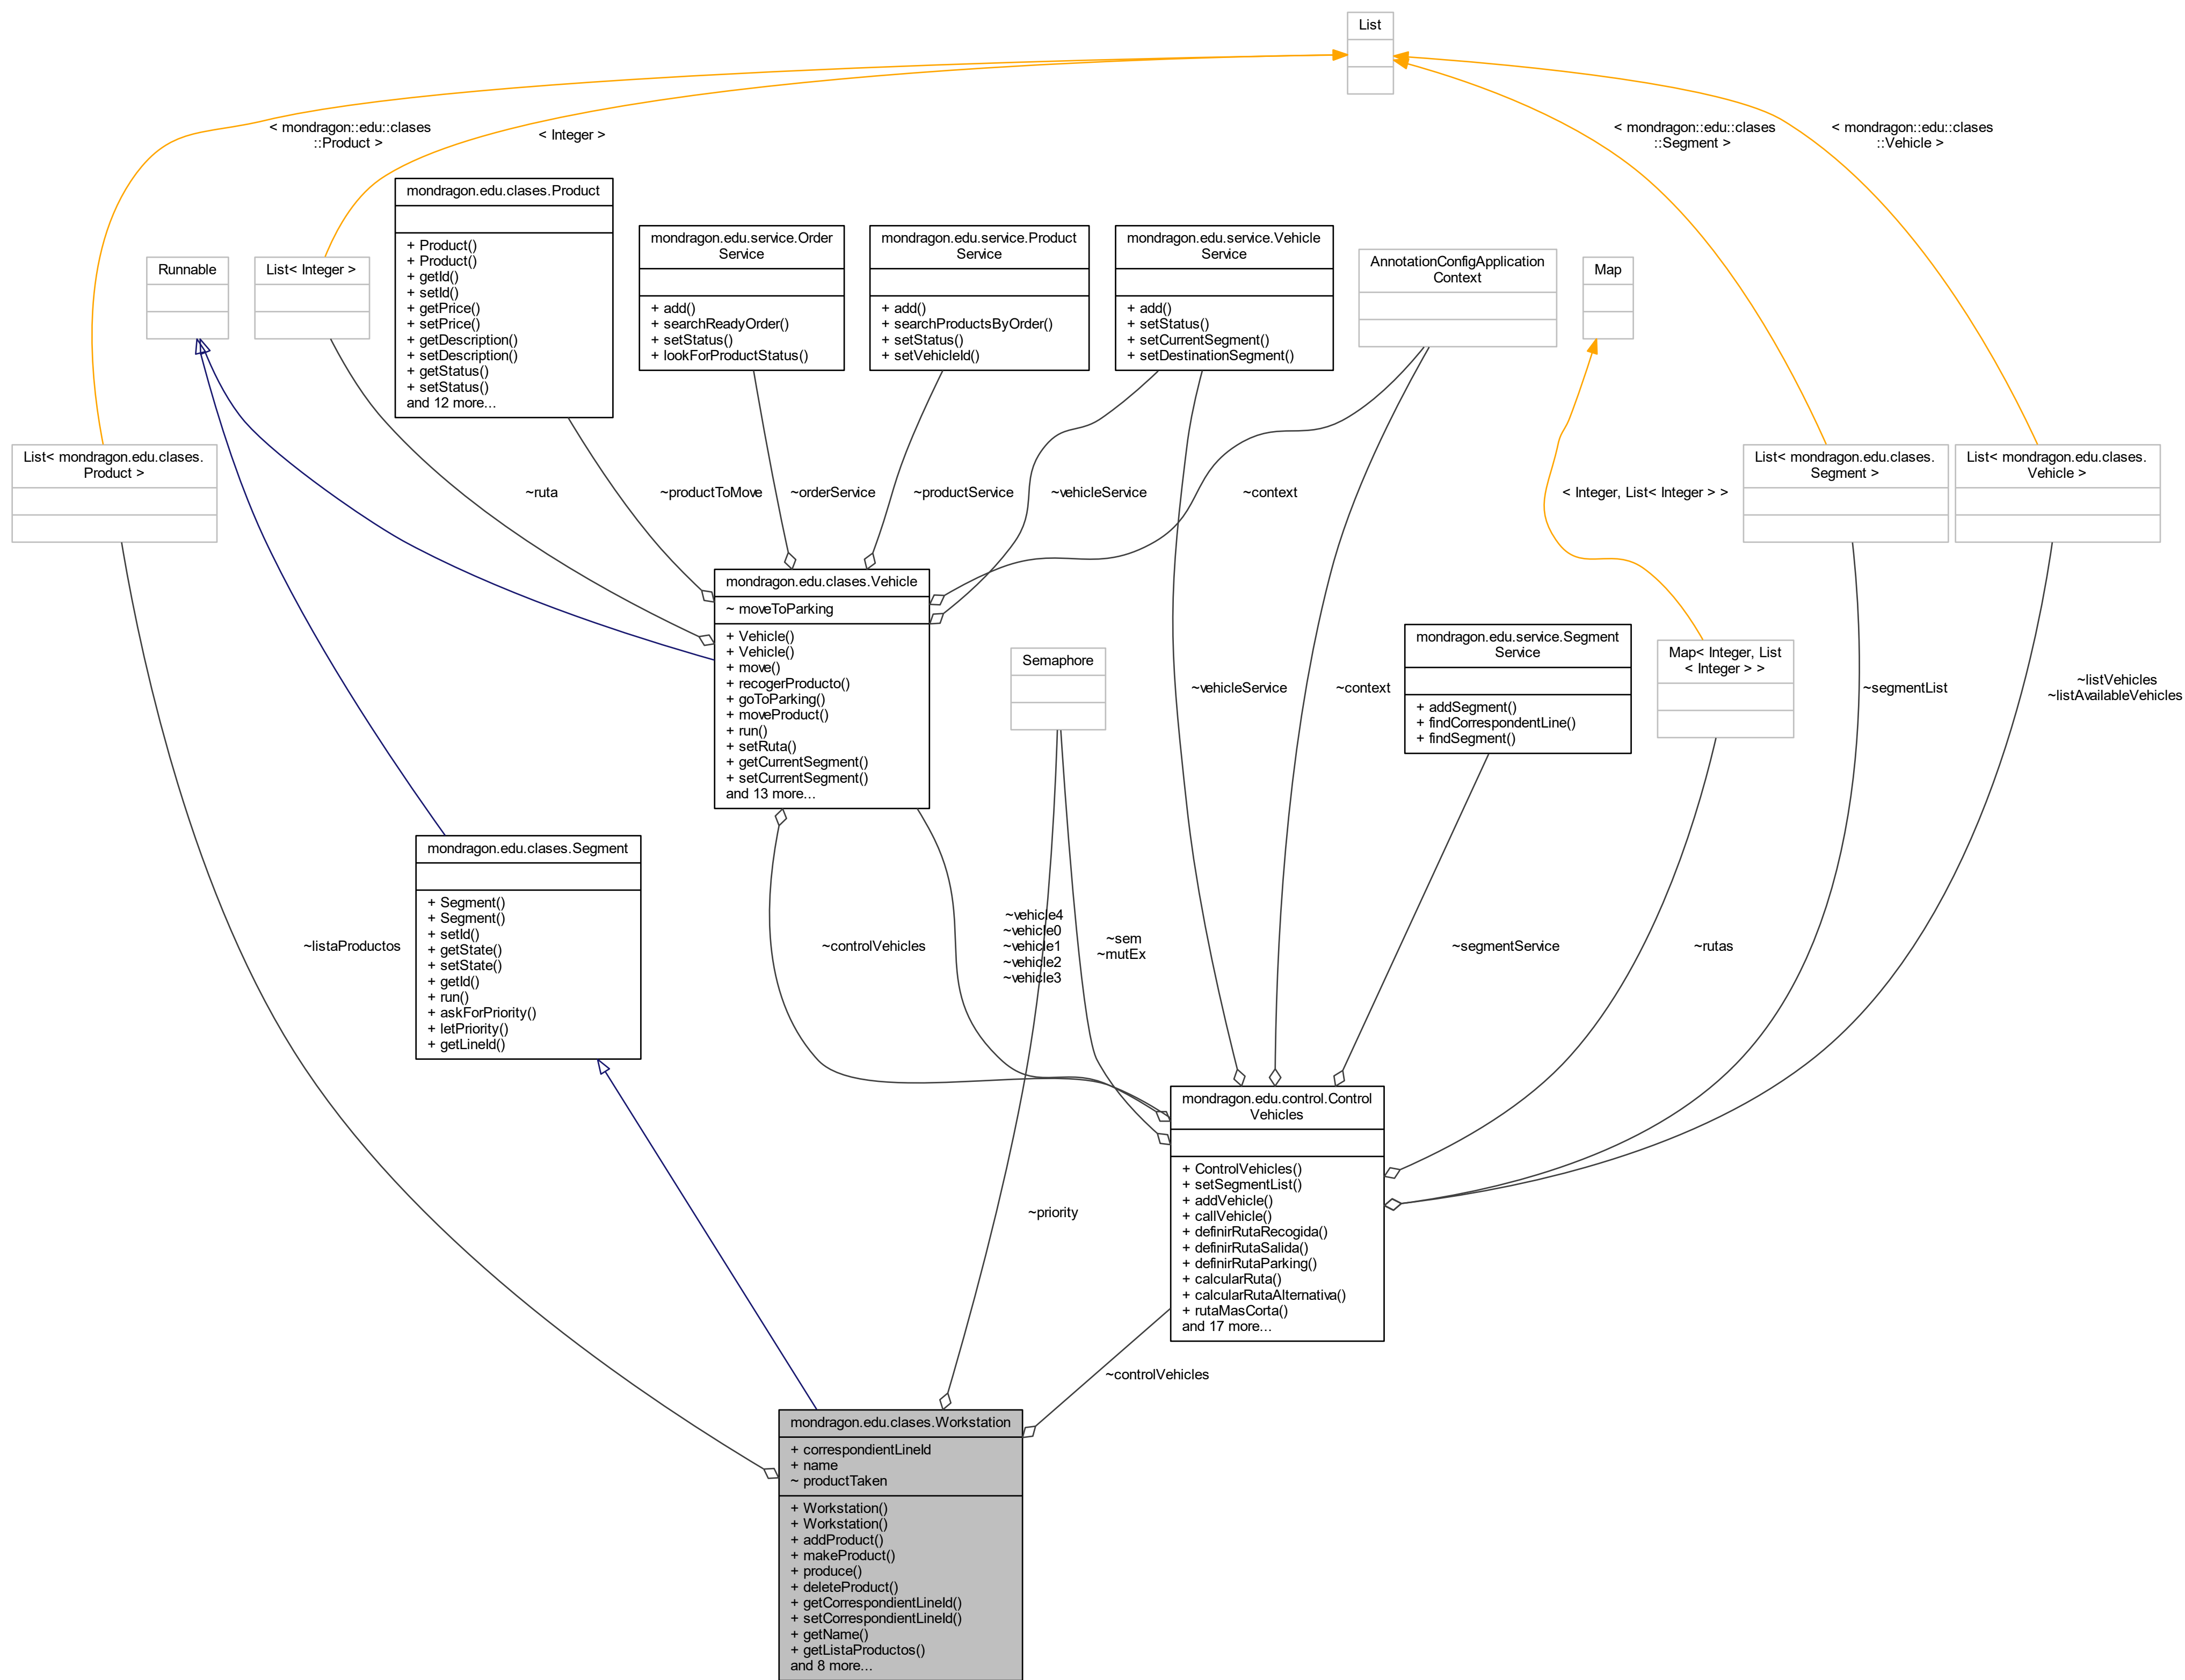 List
< mondragon::edu::clases
::Product >
< Integer >
< mondragon::edu::clases
::Segment >
< mondragon::edu::clases
::Vehicle >
mondragon.edu.clases.Product
+ Product()
+ Product()
+ getId()
+ setId()
+ getPrice()
+ setPrice()
+ getDescription()
+ setDescription()
+ getStatus()
+ setStatus()
and 12 more...
mondragon.edu.service.Order
Service
+ add()
+ searchReadyOrder()
+ setStatus()
+ lookForProductStatus()
mondragon.edu.service.Product
Service
+ add()
+ searchProductsByOrder()
+ setStatus()
+ setVehicleId()
mondragon.edu.service.Vehicle
Service
+ add()
+ setStatus()
+ setCurrentSegment()
+ setDestinationSegment()
AnnotationConfigApplication
Context
Map
Runnable
List< Integer >
List< mondragon.edu.clases.
Product >
List< mondragon.edu.clases.
Segment >
List< mondragon.edu.clases.
Vehicle >
~ruta
~productToMove
~orderService
~productService
~vehicleService
~context
< Integer, List< Integer > >
mondragon.edu.clases.Vehicle
~ moveToParking
+ Vehicle()
+ Vehicle()
+ move()
+ recogerProducto()
+ goToParking()
+ moveProduct()
+ run()
+ setRuta()
+ getCurrentSegment()
+ setCurrentSegment()
and 13 more...
Semaphore
mondragon.edu.service.Segment
Service
+ addSegment()
+ findCorrespondentLine()
+ findSegment()
Map< Integer, List
< Integer > >
~vehicleService
~context
~segmentList
~listVehicles
~listAvailableVehicles
mondragon.edu.clases.Segment
+ Segment()
+ Segment()
+ setId()
+ getState()
+ setState()
+ getId()
+ run()
+ askForPriority()
+ letPriority()
+ getLineId()
~listaProductos
~controlVehicles
~vehicle4
~vehicle0
~vehicle1
~vehicle2
~vehicle3
~sem
~mutEx
~segmentService
~rutas
mondragon.edu.control.Control
Vehicles
+ ControlVehicles()
+ setSegmentList()
+ addVehicle()
+ callVehicle()
+ definirRutaRecogida()
+ definirRutaSalida()
+ definirRutaParking()
+ calcularRuta()
+ calcularRutaAlternativa()
+ rutaMasCorta()
and 17 more...
~priority
~controlVehicles
mondragon.edu.clases.Workstation
+ correspondientLineId
+ name
~ productTaken
+ Workstation()
+ Workstation()
+ addProduct()
+ makeProduct()
+ produce()
+ deleteProduct()
+ getCorrespondientLineId()
+ setCorrespondientLineId()
+ getName()
+ getListaProductos()
and 8 more...